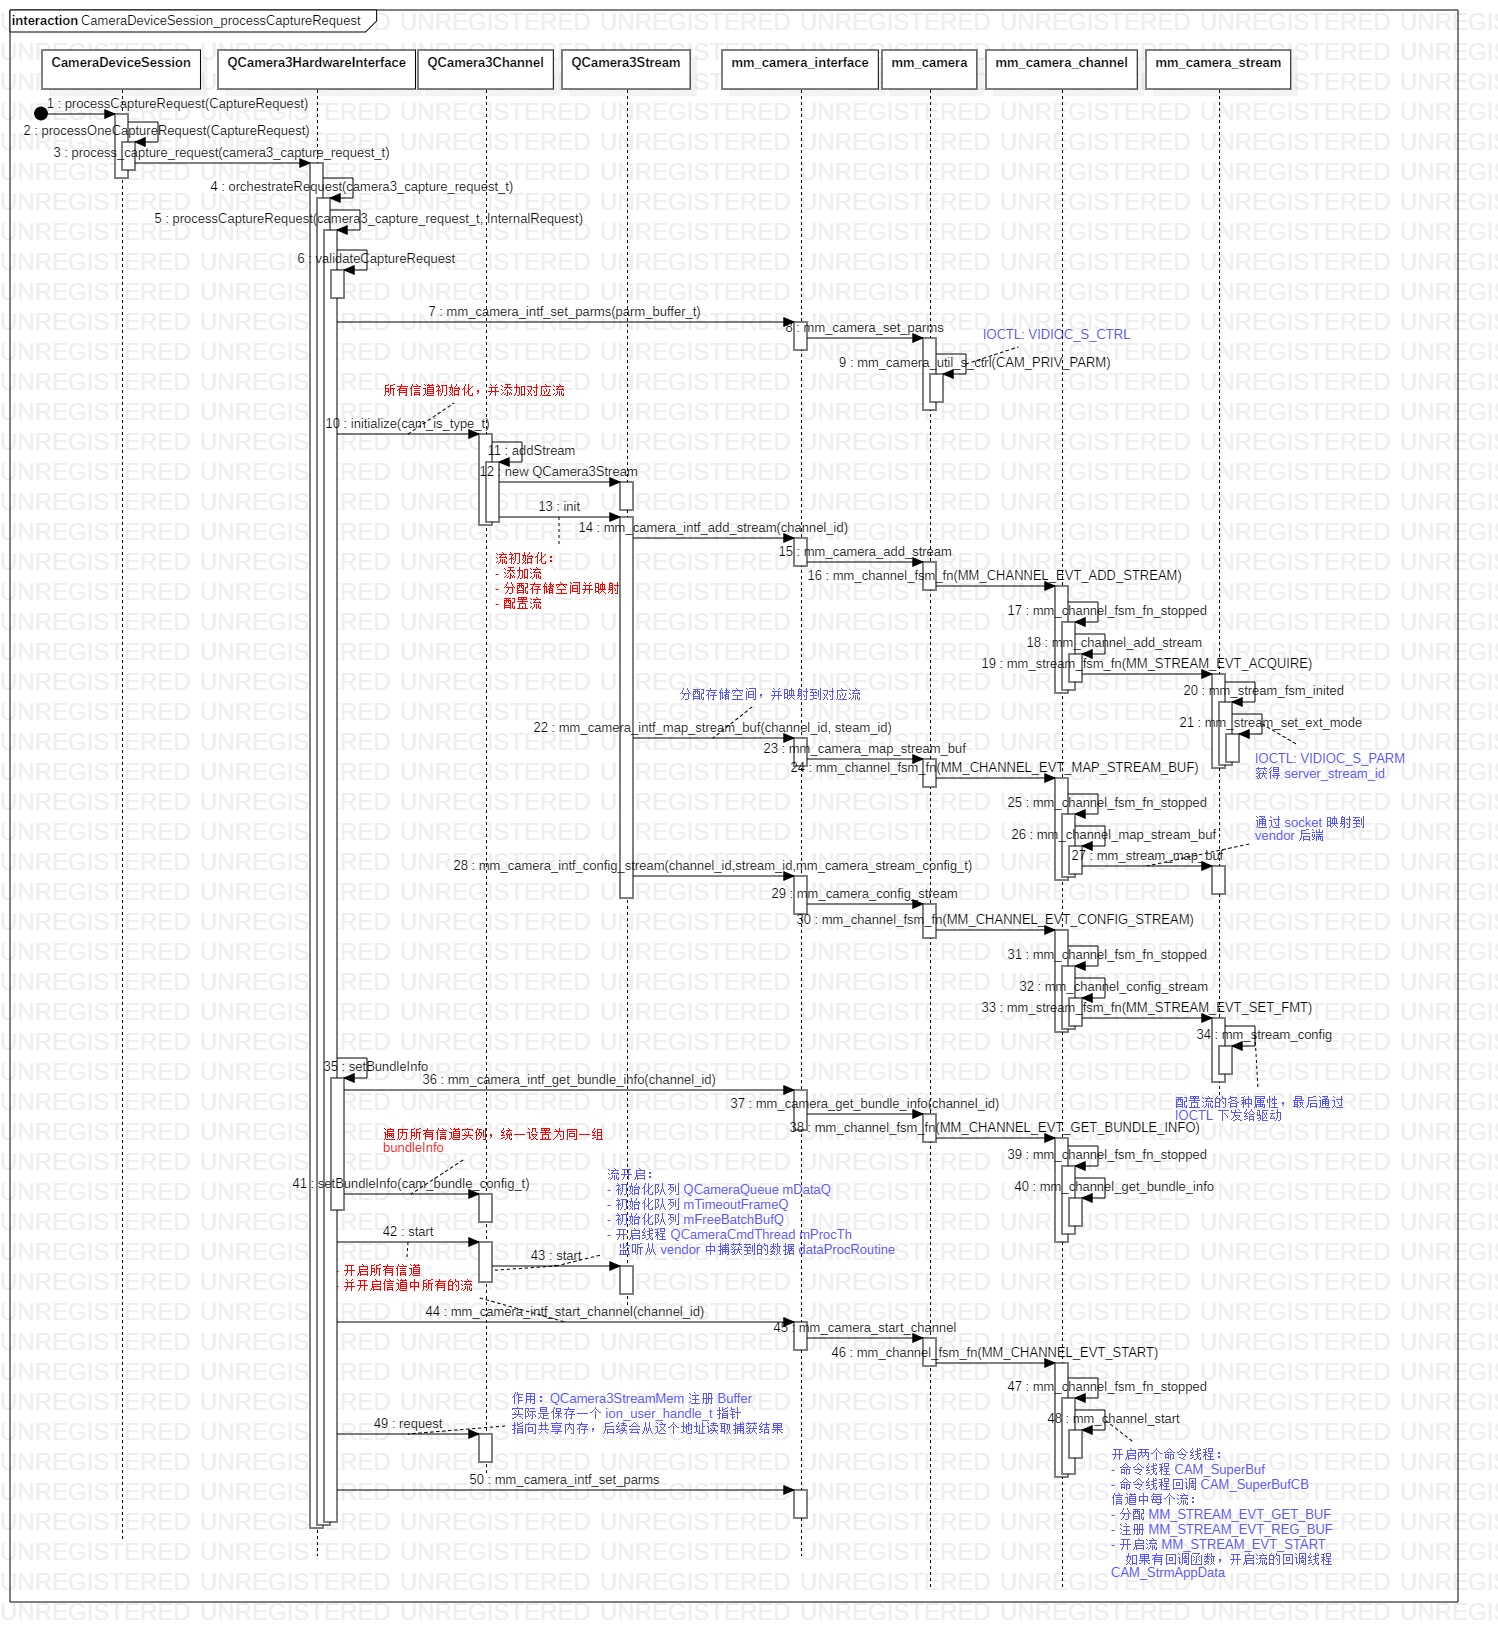 interaction CameraDeviceSession_processCaptureRequest
CameraDeviceSession
QCamera3HardwareInterface
QCamera3Channel
QCamera3Stream
mm_camera_interface
mm_camera
mm_camera_channel
mm_camera_stream
1 : processCaptureRequest(CaptureRequest)
2 : processOneCaptureRequest(CaptureRequest)
3 : process_capture_request(camera3_capture_request_t)
4 : orchestrateRequest(camera3_capture_request_t)
5 : processCaptureRequest(camera3_capture_request_t, InternalRequest)
6 : validateCaptureRequest
7 : mm_camera_intf_set_parms(parm_buffer_t)
8 : mm_camera_set_parms
IOCTL: VIDIOC_S_CTRL
9 : mm_camera_util_s_ctrl(CAM_PRIV_PARM)
所有信道初始化，并添加对应流
10 : initialize(cam_is_type_t)
11 : addStream
12 : new QCamera3Stream
13 : init
14 : mm_camera_intf_add_stream(channel_id)
15 : mm_camera_add_stream
流初始化：
- 添加流
- 分配存储空间并映射
- 配置流
16 : mm_channel_fsm_fn(MM_CHANNEL_EVT_ADD_STREAM)
17 : mm_channel_fsm_fn_stopped
18 : mm_channel_add_stream
19 : mm_stream_fsm_fn(MM_STREAM_EVT_ACQUIRE)
20 : mm_stream_fsm_inited
21 : mm_stream_set_ext_mode
IOCTL: VIDIOC_S_PARM
获得 server_stream_id
分配存储空间，并映射到对应流
22 : mm_camera_intf_map_stream_buf(channel_id, steam_id)
23 : mm_camera_map_stream_buf
24 : mm_channel_fsm_fn(MM_CHANNEL_EVT_MAP_STREAM_BUF)
25 : mm_channel_fsm_fn_stopped
26 : mm_channel_map_stream_buf
通过 socket 映射到
vendor 后端
27 : mm_stream_map_buf
28 : mm_camera_intf_config_stream(channel_id,stream_id,mm_camera_stream_config_t)
29 : mm_camera_config_stream
30 : mm_channel_fsm_fn(MM_CHANNEL_EVT_CONFIG_STREAM)
31 : mm_channel_fsm_fn_stopped
32 : mm_channel_config_stream
33 : mm_stream_fsm_fn(MM_STREAM_EVT_SET_FMT)
34 : mm_stream_config
配置流的各种属性，最后通过
IOCTL 下发给驱动
35 : setBundleInfo
36 : mm_camera_intf_get_bundle_info(channel_id)
37 : mm_camera_get_bundle_info(channel_id)
38 : mm_channel_fsm_fn(MM_CHANNEL_EVT_GET_BUNDLE_INFO)
39 : mm_channel_fsm_fn_stopped
40 : mm_channel_get_bundle_info
遍历所有信道实例，统一设置为同一组
bundleInfo
41 : setBundleInfo(cam_bundle_config_t)
流开启：
- 初始化队列 QCameraQueue mDataQ
- 初始化队列 mTimeoutFrameQ
- 初始化队列 mFreeBatchBufQ
- 开启线程 QCameraCmdThread mProcTh
监听从 vendor 中捕获到的数据 dataProcRoutine
42 : start
43 : start
- 开启所有信道
- 并开启信道中所有的流
44 : mm_camera_intf_start_channel(channel_id)
45 : mm_camera_start_channel
46 : mm_channel_fsm_fn(MM_CHANNEL_EVT_START)
47 : mm_channel_fsm_fn_stopped
48 : mm_channel_start
作用：QCamera3StreamMem 注册 Buffer
实际是保存一个 ion_user_handle_t 指针
指向共享内存，后续会从这个地址读取捕获结果
49 : request
50 : mm_camera_intf_set_parms
开启两个命令线程：
- 命令线程 CAM_SuperBuf
- 命令线程回调 CAM_SuperBufCB
信道中每个流：
- 分配 MM_STREAM_EVT_GET_BUF
- 注册 MM_STREAM_EVT_REG_BUF
- 开启流 MM_STREAM_EVT_START
如果有回调函数，开启流的回调线程
CAM_StrmAppData